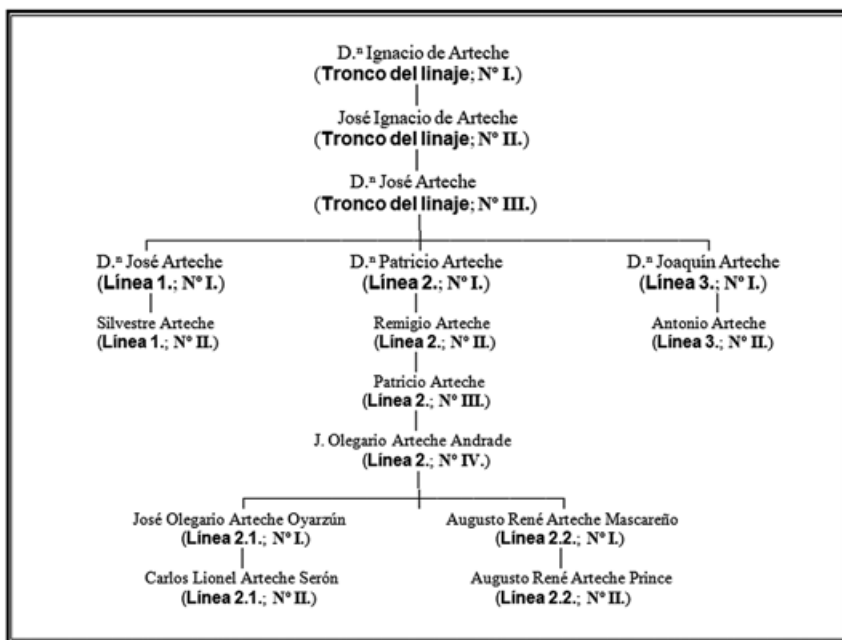 D.ⁿ Ignacio de Arteche
(Tronco del linaje; Nº I.)
José Ignacio de Arteche
(Tronco del linaje; Nº II.)
D.ⁿ José Arteche
(Tronco del linaje; Nº III.)
D.ⁿ José Arteche
(Línea 1.; Nº I.)
D.ⁿ Patricio Arteche
(Línea 2.; Nº I.)
D.ⁿ Joaquín Arteche
(Línea 3.; Nº I.)
Silvestre Arteche
(Línea 1.; Nº II.)
Remigio Arteche
(Línea 2.; Nº II.)
Antonio Arteche
(Línea 3.; Nº II.)
Patricio Arteche
(Línea 2.; Nº III.)
J. Olegario Arteche Andrade
(Línea 2.; Nº IV.)
José Olegario Arteche Oyarzún
(Línea 2.1.; Nº I.)
Augusto René Arteche Mascareño
(Línea 2.2.; Nº I.)
Carlos Lionel Arteche Serón
(Línea 2.1.; Nº II.)
Augusto René Arteche Prince
(Línea 2.2.; Nº II.)